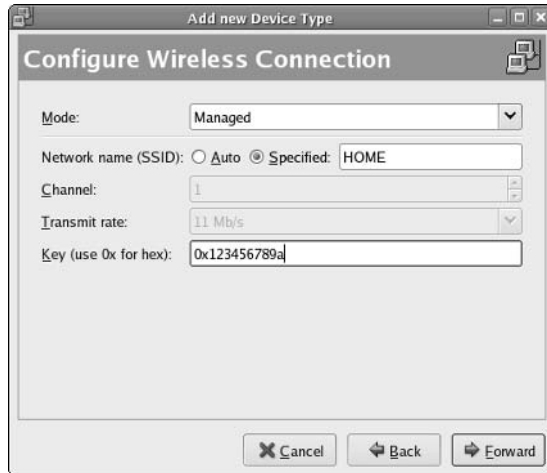 Add new Device Type
Configure Wireless Connection
Mode: Managed
Network name (SSID): Auto Specified: HOME
Channel: 1
Transmit rate: 11 Mb/s
Key (use 0x for hex): 0x123456789a
Cancel Back Forward